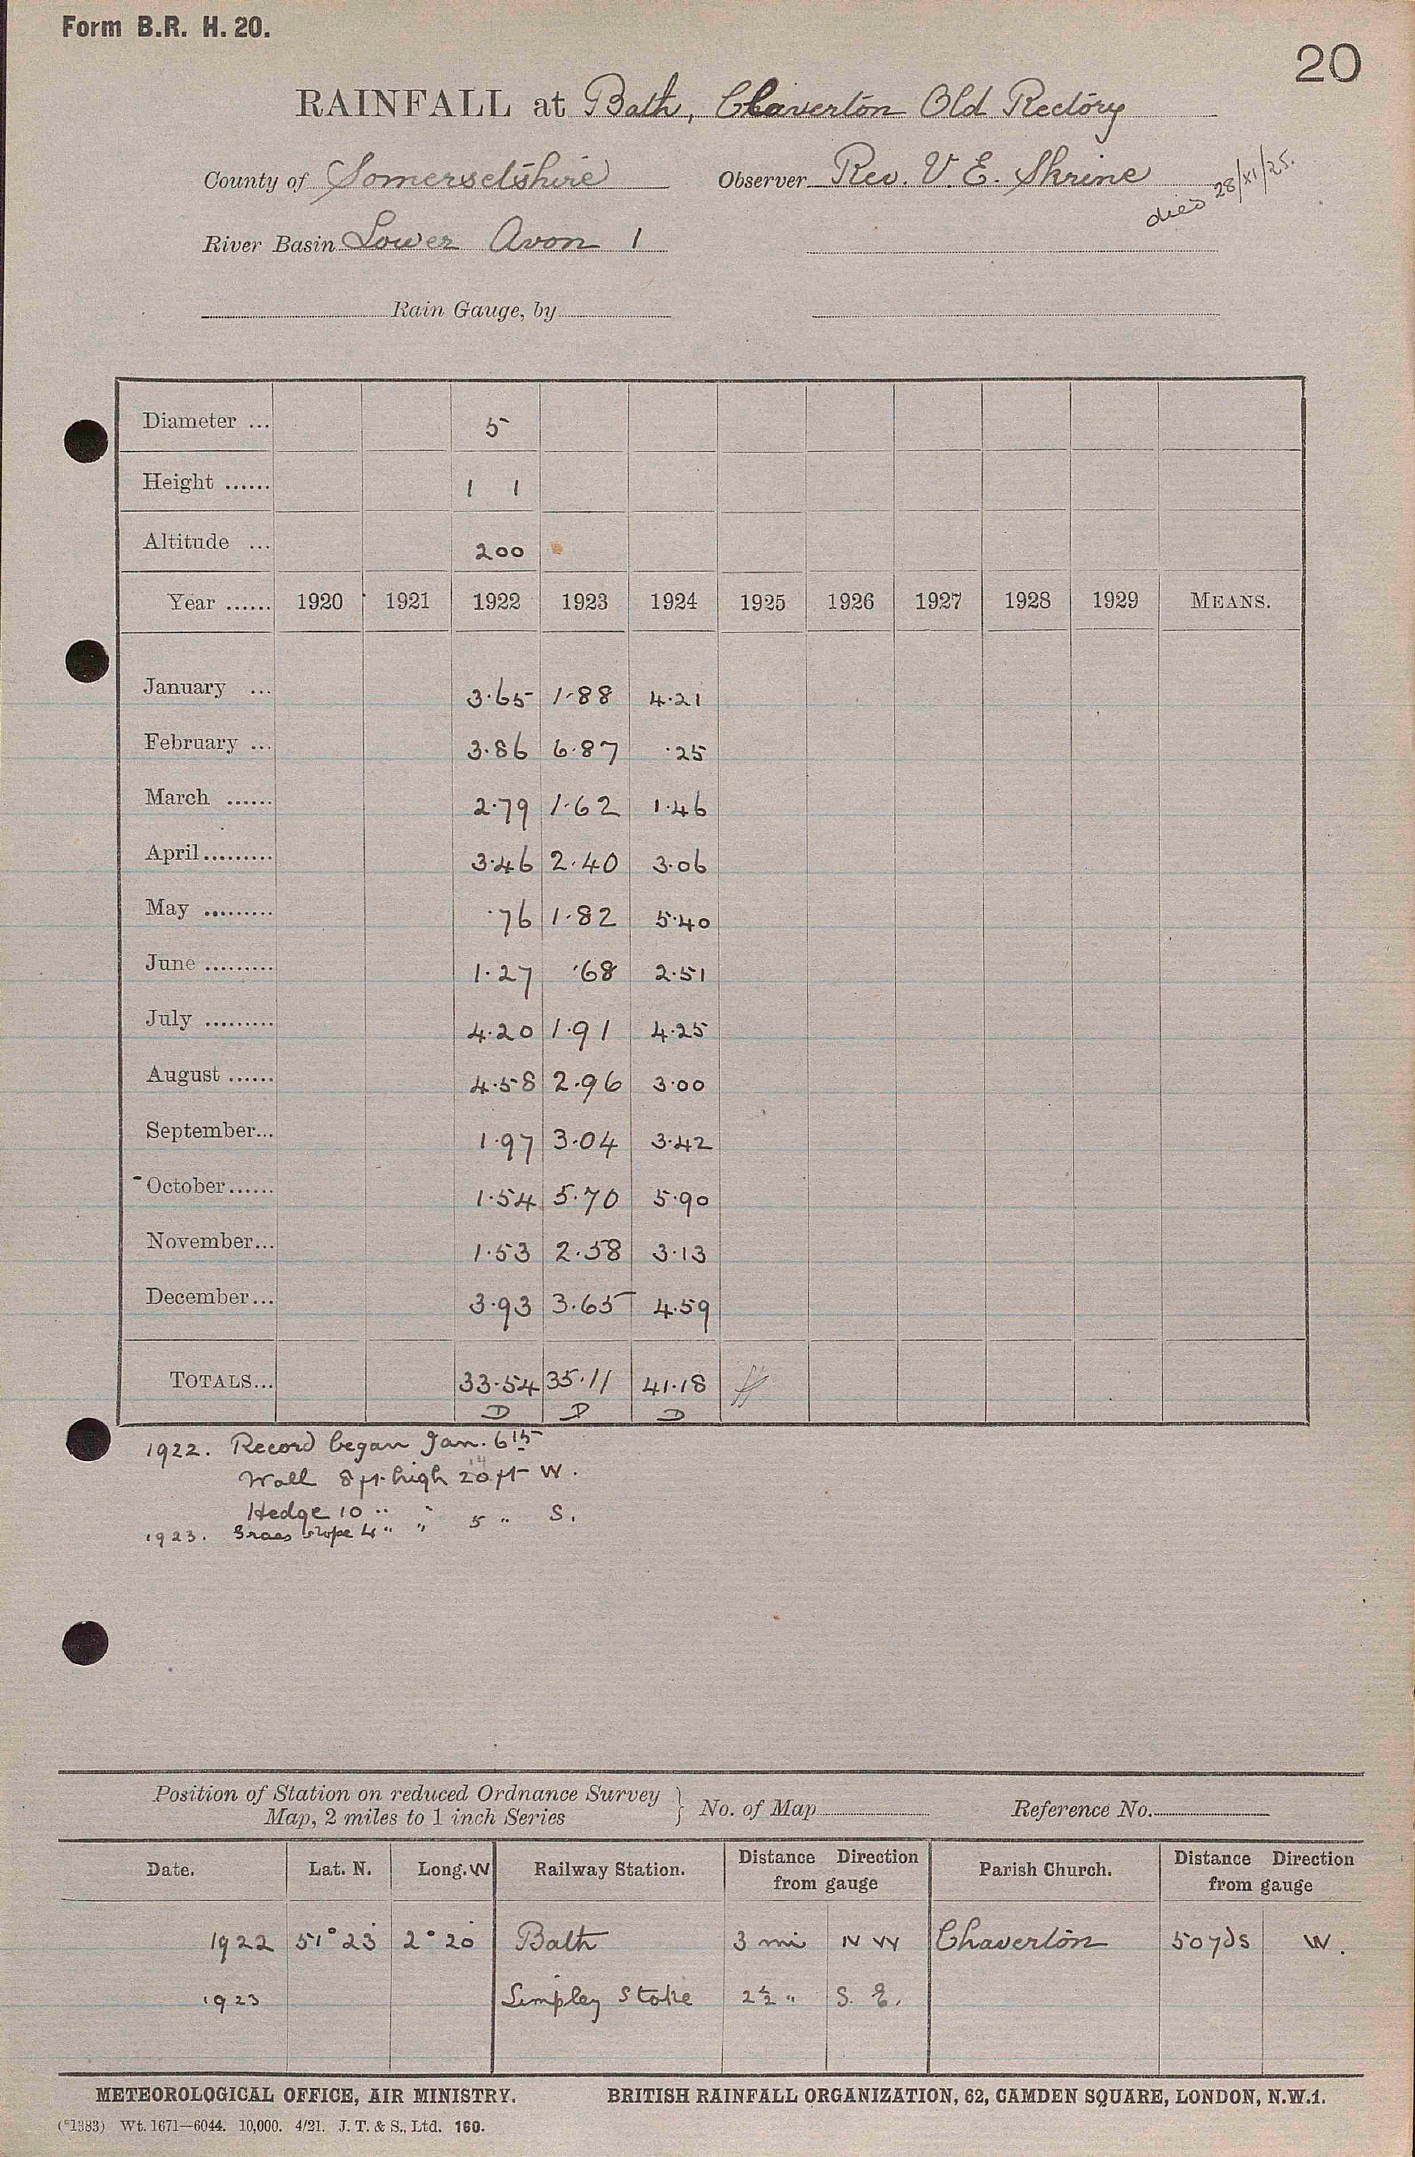 Form B.R. H. 20.
20
RAINFALL at Bath, Claverton Old Rectory
County of Somersetshire Observer Rev. V. E. Shrine
died 28/XI/25.
River Basin Lower Avon 1
Rain Gauge, by
Diameter ... 5
Height ...... 1 1
Altitude ... 200
Year ...... 1920 1921 1922 1923 1924 1925 1926 1927 1928 1929 MEANS.
January ... 3.65 1.88 4.21
February ... 3.86 6.87 .25
March ...... 2.79 1.62 1.46
April ......... 3.46 2.40 3.06
May ......... .76 1.82 5.40
June ......... 1.27 .68 2.51
July ......... 4.20 1.91 4.25
August ...... 4.58 2.96 3.00
September... 1.97 3.04 3.42
October...... 1.54 5.70 5.90
November... 1.53 2.58 3.13
December... 3.93 3.65 4.59
TOTALS... 33.54 35.11 41.18
D D D
1922. Record began Jan. 6th
14
Wall 8 ft. high 20 ft W.
Hedge 10 " " 5 " S.
1923. Grass slope 4 " "
Position of Station on reduced Ordnance Survey
Map, 2 miles to 1 inch Series } No. of Map Reference No.
Date. Lat. N. Long. W Railway Station. Distance Direction from gauge Parish Church. Distance Direction from gauge
1922 51° 23' 2° 20' Bath 3 mi N W Chaverton 50 yds W.
1923 Limpley Stoke 2½ " S. E.
METEOROLOGICAL OFFICE, AIR MINISTRY. BRITISH RAINFALL ORGANIZATION, 62, CAMDEN SQUARE, LONDON, N.W.1.
(*1383) Wt. 1671—6044. 10,000. 4/21. J. T. & S., Ltd. 160.